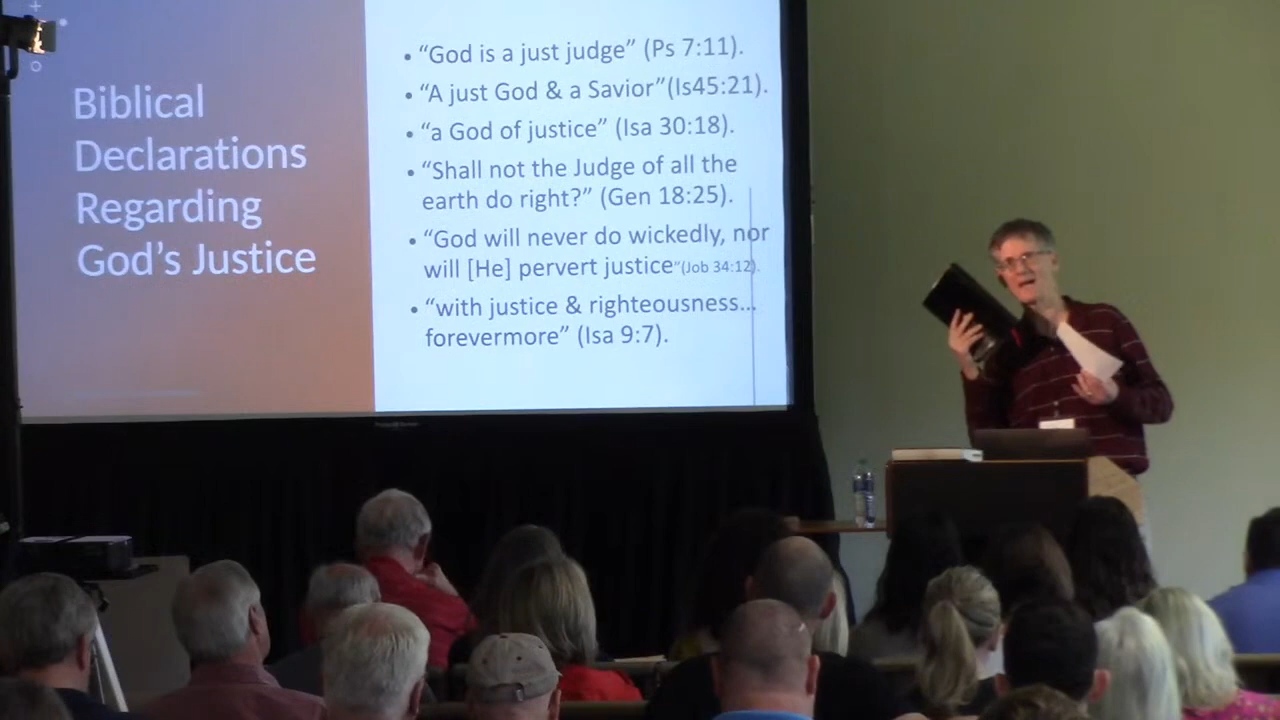 Biblical
Declarations
Regarding
God's Justice
• “God is a just judge” (Ps 7:11).
• “A just God & a Savior”(Is45:21).
• “a God of justice” (Isa 30:18).
• “Shall not the Judge of all the
earth do right?” (Gen 18:25).
• “God will never do wickedly, nor
will [He] pervert justice”(Job 34:12).
• “with justice & righteousness...
forevermore” (Isa 9:7).